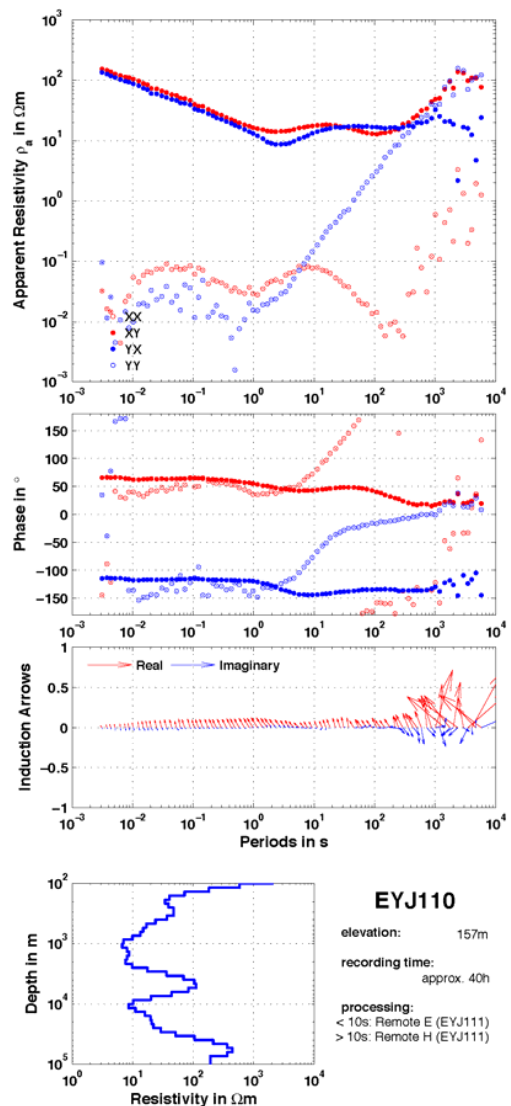 10³
10²
10¹
10⁰
10⁻¹
10⁻²
10⁻³
Apparent Resistivity ρₐ in Ωm
XX
XY
YX
YY
10⁻³ 10⁻² 10⁻¹ 10⁰ 10¹ 10² 10³ 10⁴
150
100
50
0
−50
−100
−150
Phase in °
10⁻³ 10⁻² 10⁻¹ 10⁰ 10¹ 10² 10³ 10⁴
Real Imaginary
1
0.5
0
−0.5
−1
Induction Arrows
10⁻³ 10⁻² 10⁻¹ 10⁰ 10¹ 10² 10³ 10⁴
Periods in s
10²
10³
10⁴
10⁵
Depth in m
10⁰ 10¹ 10² 10³ 10⁴
Resistivity in Ωm
EYJ110
elevation: 157m
recording time:
approx. 40h
processing:
< 10s: Remote E (EYJ111)
> 10s: Remote H (EYJ111)